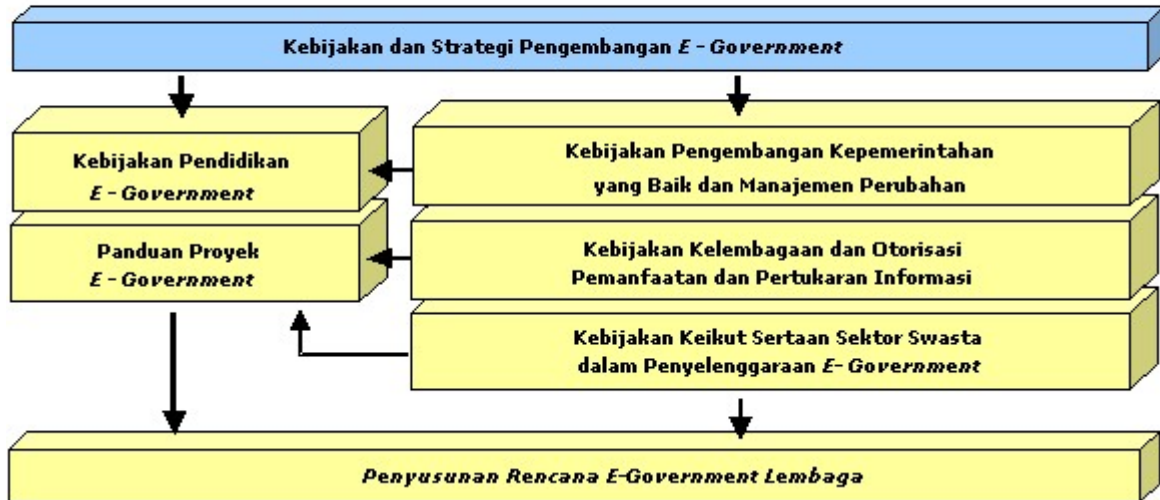 Kebijakan dan Strategi Pengembangan E - Government
Kebijakan Pendidikan
E - Government
Kebijakan Pengembangan Kepemerintahan
yang Baik dan Manajemen Perubahan
Panduan Proyek
E - Government
Kebijakan Kelembagaan dan Otorisasi
Pemanfaatan dan Pertukaran Informasi
Kebijakan Keikut Sertaan Sektor Swasta
dalam Penyelenggaraan E- Government
Penyusunan Rencana E-Government Lembaga